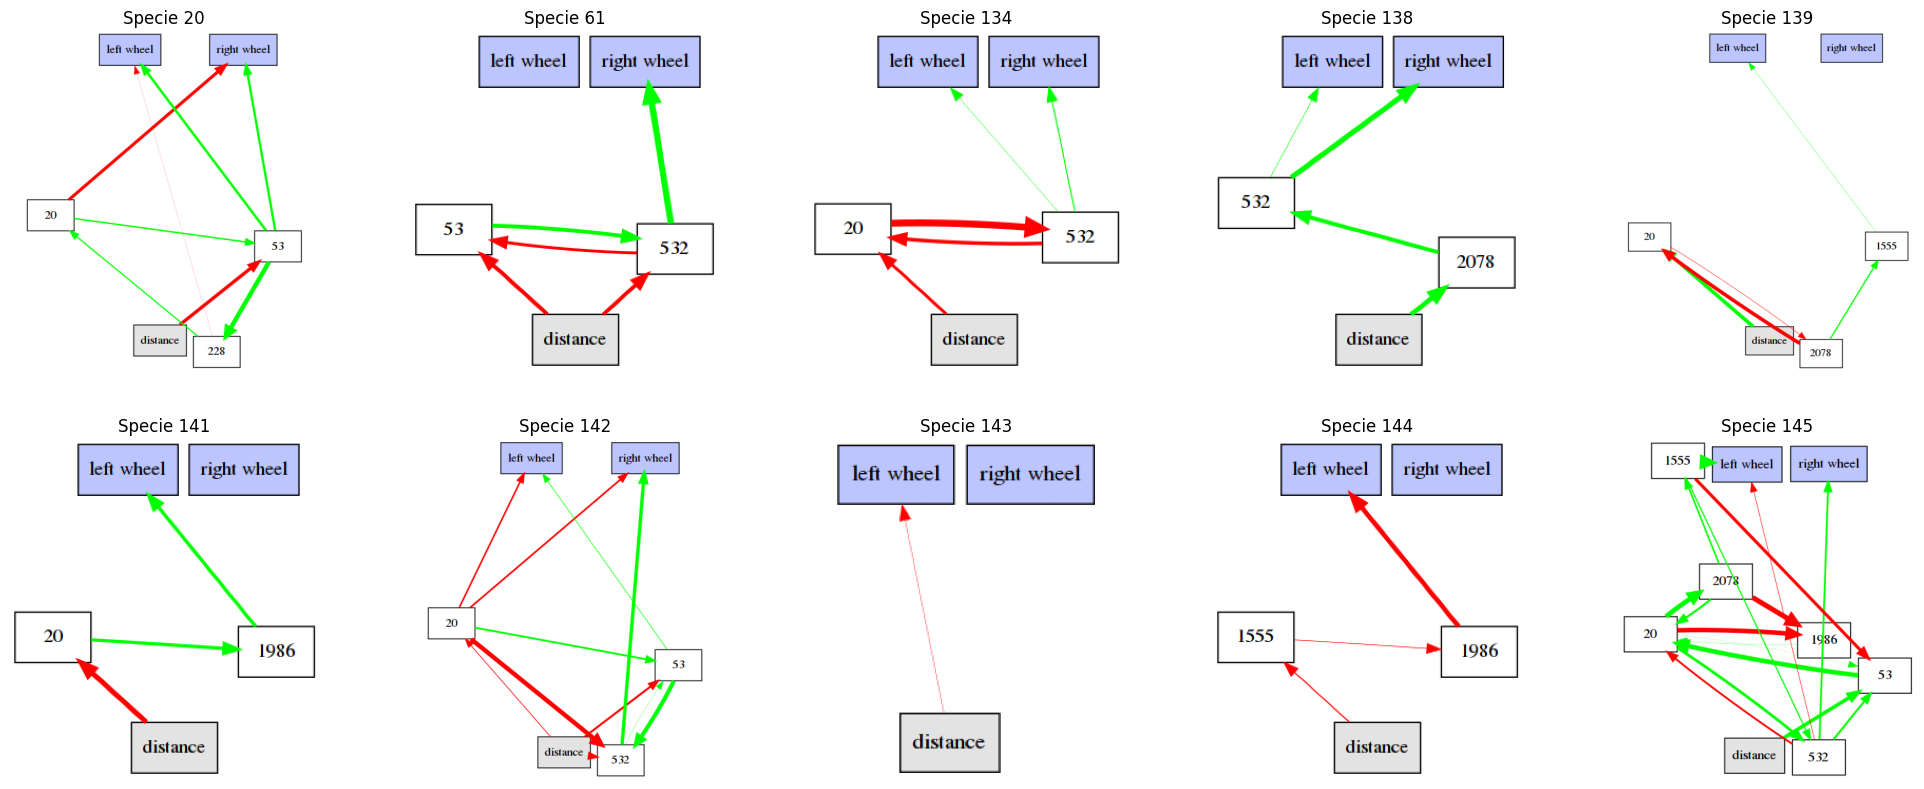 Specie 20
left wheel
right wheel
20
53
distance
228
Specie 61
left wheel
right wheel
53
532
distance
Specie 134
left wheel
right wheel
20
532
distance
Specie 138
left wheel
right wheel
532
2078
distance
Specie 139
left wheel
right wheel
20
1555
distance
2078
Specie 141
left wheel
right wheel
20
1986
distance
Specie 142
left wheel
right wheel
20
53
distance
532
Specie 143
left wheel
right wheel
distance
Specie 144
left wheel
right wheel
1555
1986
distance
Specie 145
1555
left wheel
right wheel
2078
20
1986
53
distance
532